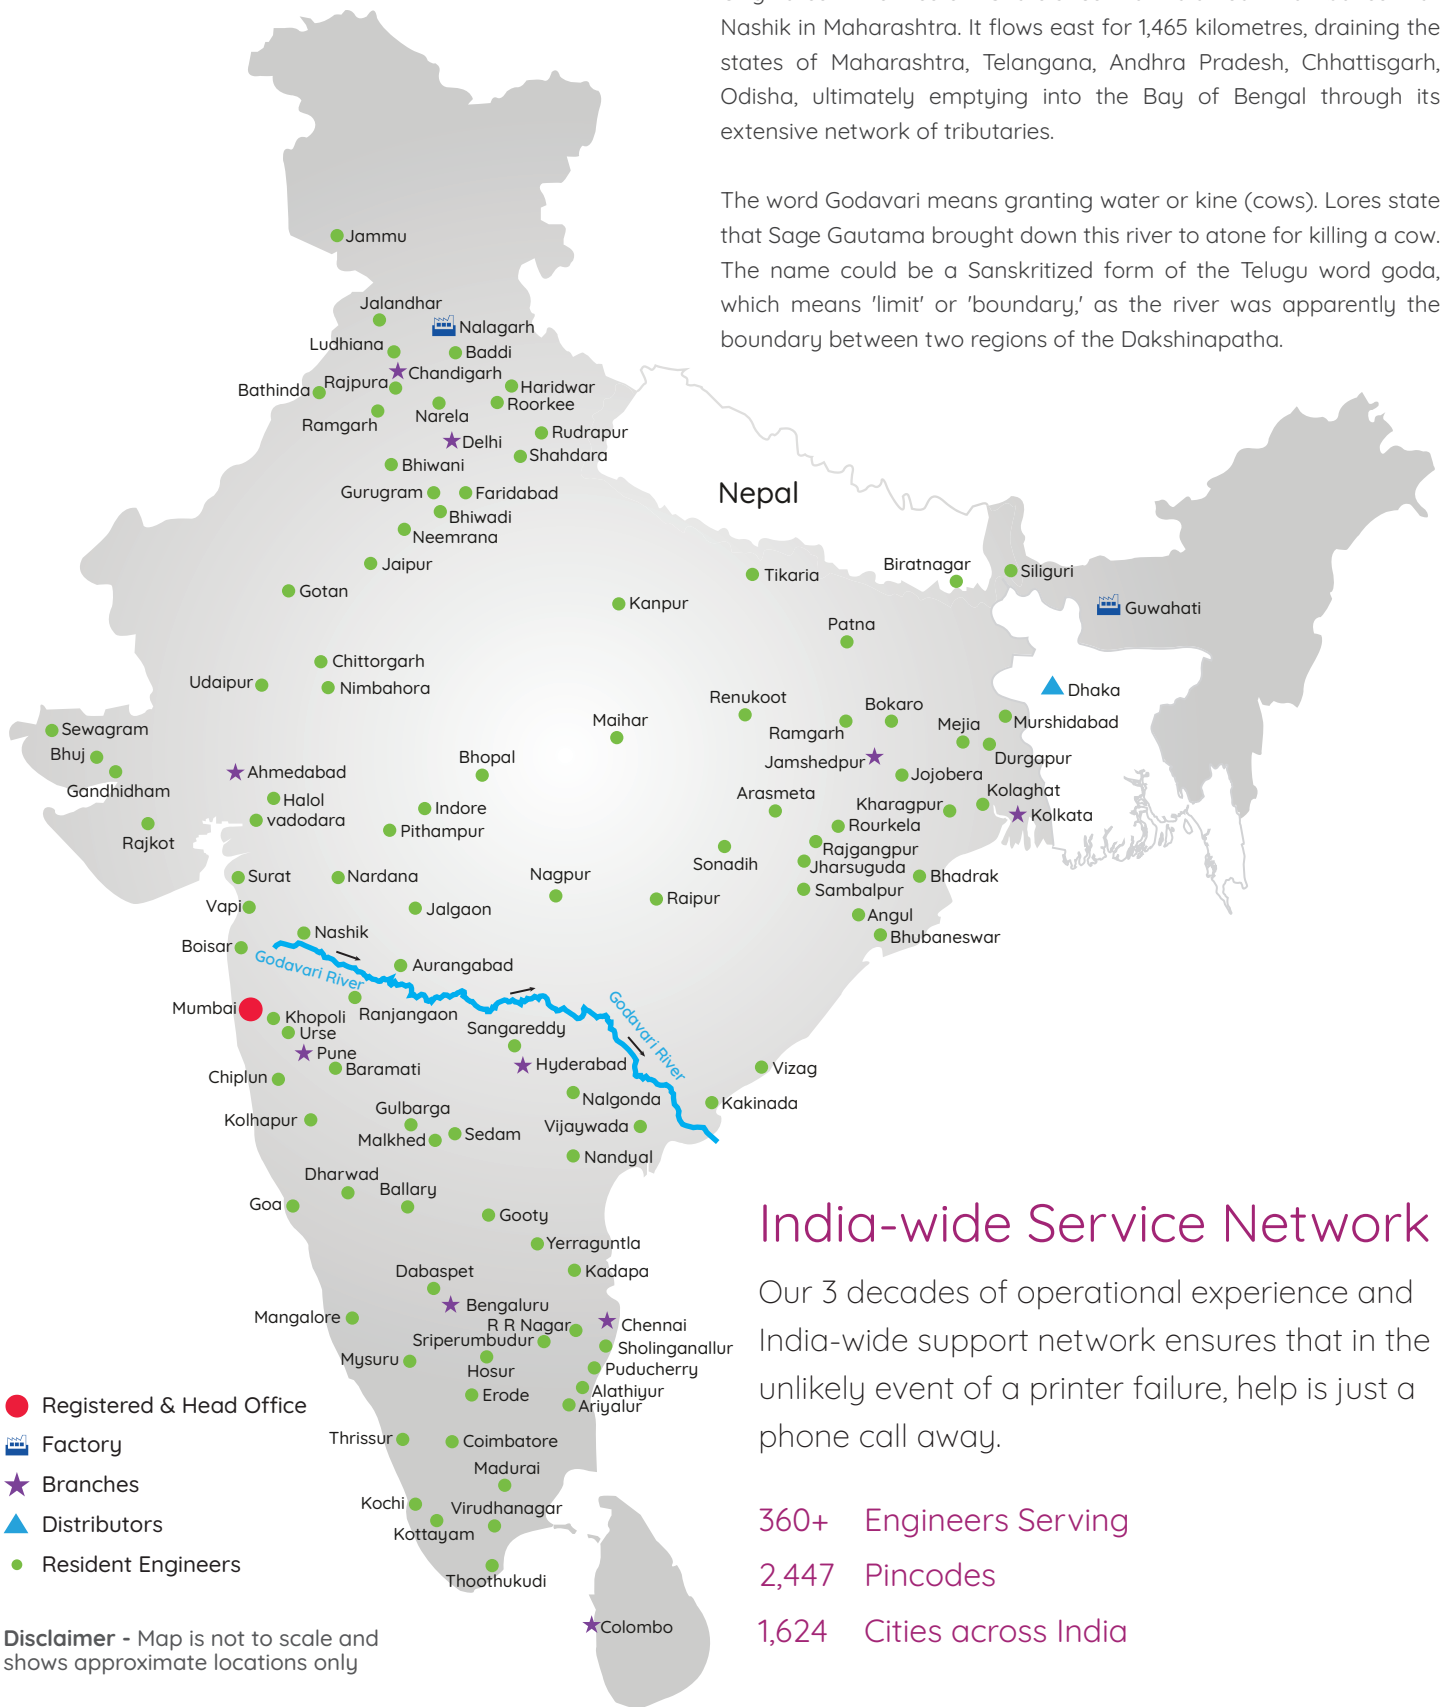 Nashik in Maharashtra. It flows east for 1,465 kilometres, draining the
states of Maharashtra, Telangana, Andhra Pradesh, Chhattisgarh,
Odisha, ultimately emptying into the Bay of Bengal through its
extensive network of tributaries.
The word Godavari means granting water or kine (cows). Lores state
that Sage Gautama brought down this river to atone for killing a cow.
The name could be a Sanskritized form of the Telugu word goda,
which means 'limit' or 'boundary,' as the river was apparently the
boundary between two regions of the Dakshinapatha.
Jammu
Jalandhar
Nalagarh
Ludhiana
Baddi
Chandigarh
Rajpura
Bathinda
Haridwar
Roorkee
Narela
Ramgarh
Rudrapur
Delhi
Shahdara
Bhiwani
Gurugram
Faridabad
Bhiwadi
Neemrana
Nepal
Jaipur
Biratnagar
Siliguri
Tikaria
Gotan
Kanpur
Guwahati
Patna
Chittorgarh
Udaipur
Nimbahora
Dhaka
Renukoot
Bokaro
Maihar
Ramgarh
Mejia
Murshidabad
Sewagram
Bhuj
Bhopal
Jamshedpur
Durgapur
Ahmedabad
Jojobera
Gandhidham
Kolaghat
Arasmeta
Halol
Indore
Kharagpur
Kolkata
vadodara
Pithampur
Rourkela
Rajkot
Rajgangpur
Sonadih
Jharsuguda
Surat
Nardana
Nagpur
Bhadrak
Sambalpur
Raipur
Vapi
Jalgaon
Angul
Nashik
Bhubaneswar
Boisar
Godavari River
Aurangabad
Mumbai
Khopoli
Ranjangaon
Godavari River
Urse
Sangareddy
Pune
Hyderabad
Baramati
Vizag
Chiplun
Nalgonda
Kakinada
Gulbarga
Kolhapur
Vijaywada
Malkhed
Sedam
Nandyal
Dharwad
Ballary
Goa
Gooty
Yerraguntla
Dabaspet
Kadapa
Bengaluru
Mangalore
R R Nagar
Chennai
Sriperumbudur
Sholinganallur
Mysuru
Hosur
Puducherry
Erode
Alathiyur
Ariyalur
Thrissur
Coimbatore
Madurai
Kochi
Virudhanagar
Kottayam
Thoothukudi
Colombo
India-wide Service Network
Our 3 decades of operational experience and
India-wide support network ensures that in the
unlikely event of a printer failure, help is just a
phone call away.
360+ Engineers Serving
2,447 Pincodes
1,624 Cities across India
Registered & Head Office
Factory
Branches
Distributors
Resident Engineers
Disclaimer - Map is not to scale and
shows approximate locations only